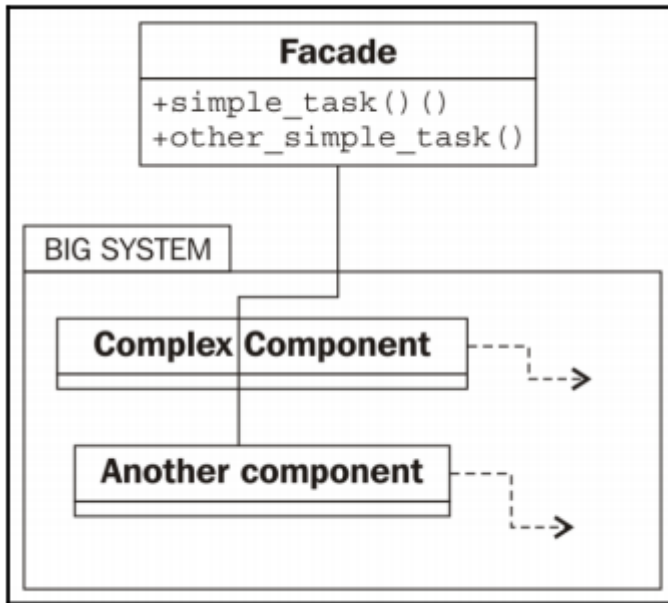 Facade
+simple_task()()
+other_simple_task()
BIG SYSTEM
Complex Component
Another component